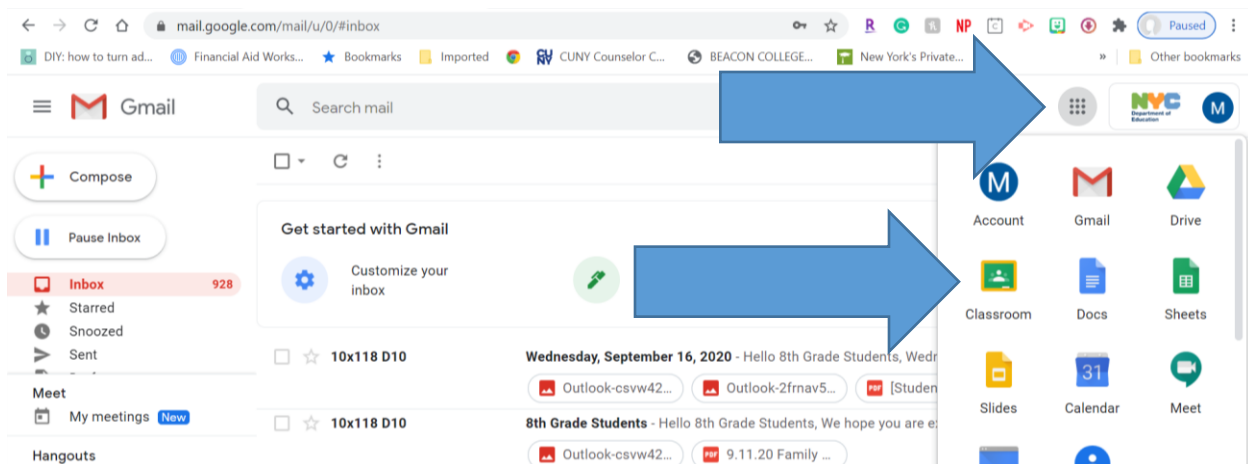 mail.google.com/mail/u/0/#inbox
R
NP
Paused
DIY: how to turn ad...
Financial Aid Works...
Bookmarks
Imported
CUNY Counselor C...
BEACON COLLEGE...
New York's Private...
»
Other bookmarks
Gmail
Search mail
NYC
Department of
Education
M
Compose
Pause Inbox
Inbox 928
Starred
Snoozed
Sent
Meet
My meetings New
Hangouts
Get started with Gmail
Customize your
inbox
10x118 D10 Wednesday, September 16, 2020 - Hello 8th Grade Students, Wedr
Outlook-csvw42... Outlook-2frnav5... PDF [Studen
10x118 D10 8th Grade Students - Hello 8th Grade Students, We hope you are e
Outlook-csvw42... PDF 9.11.20 Family ...
M
Account Gmail Drive
Classroom Docs Sheets
31
Slides Calendar Meet